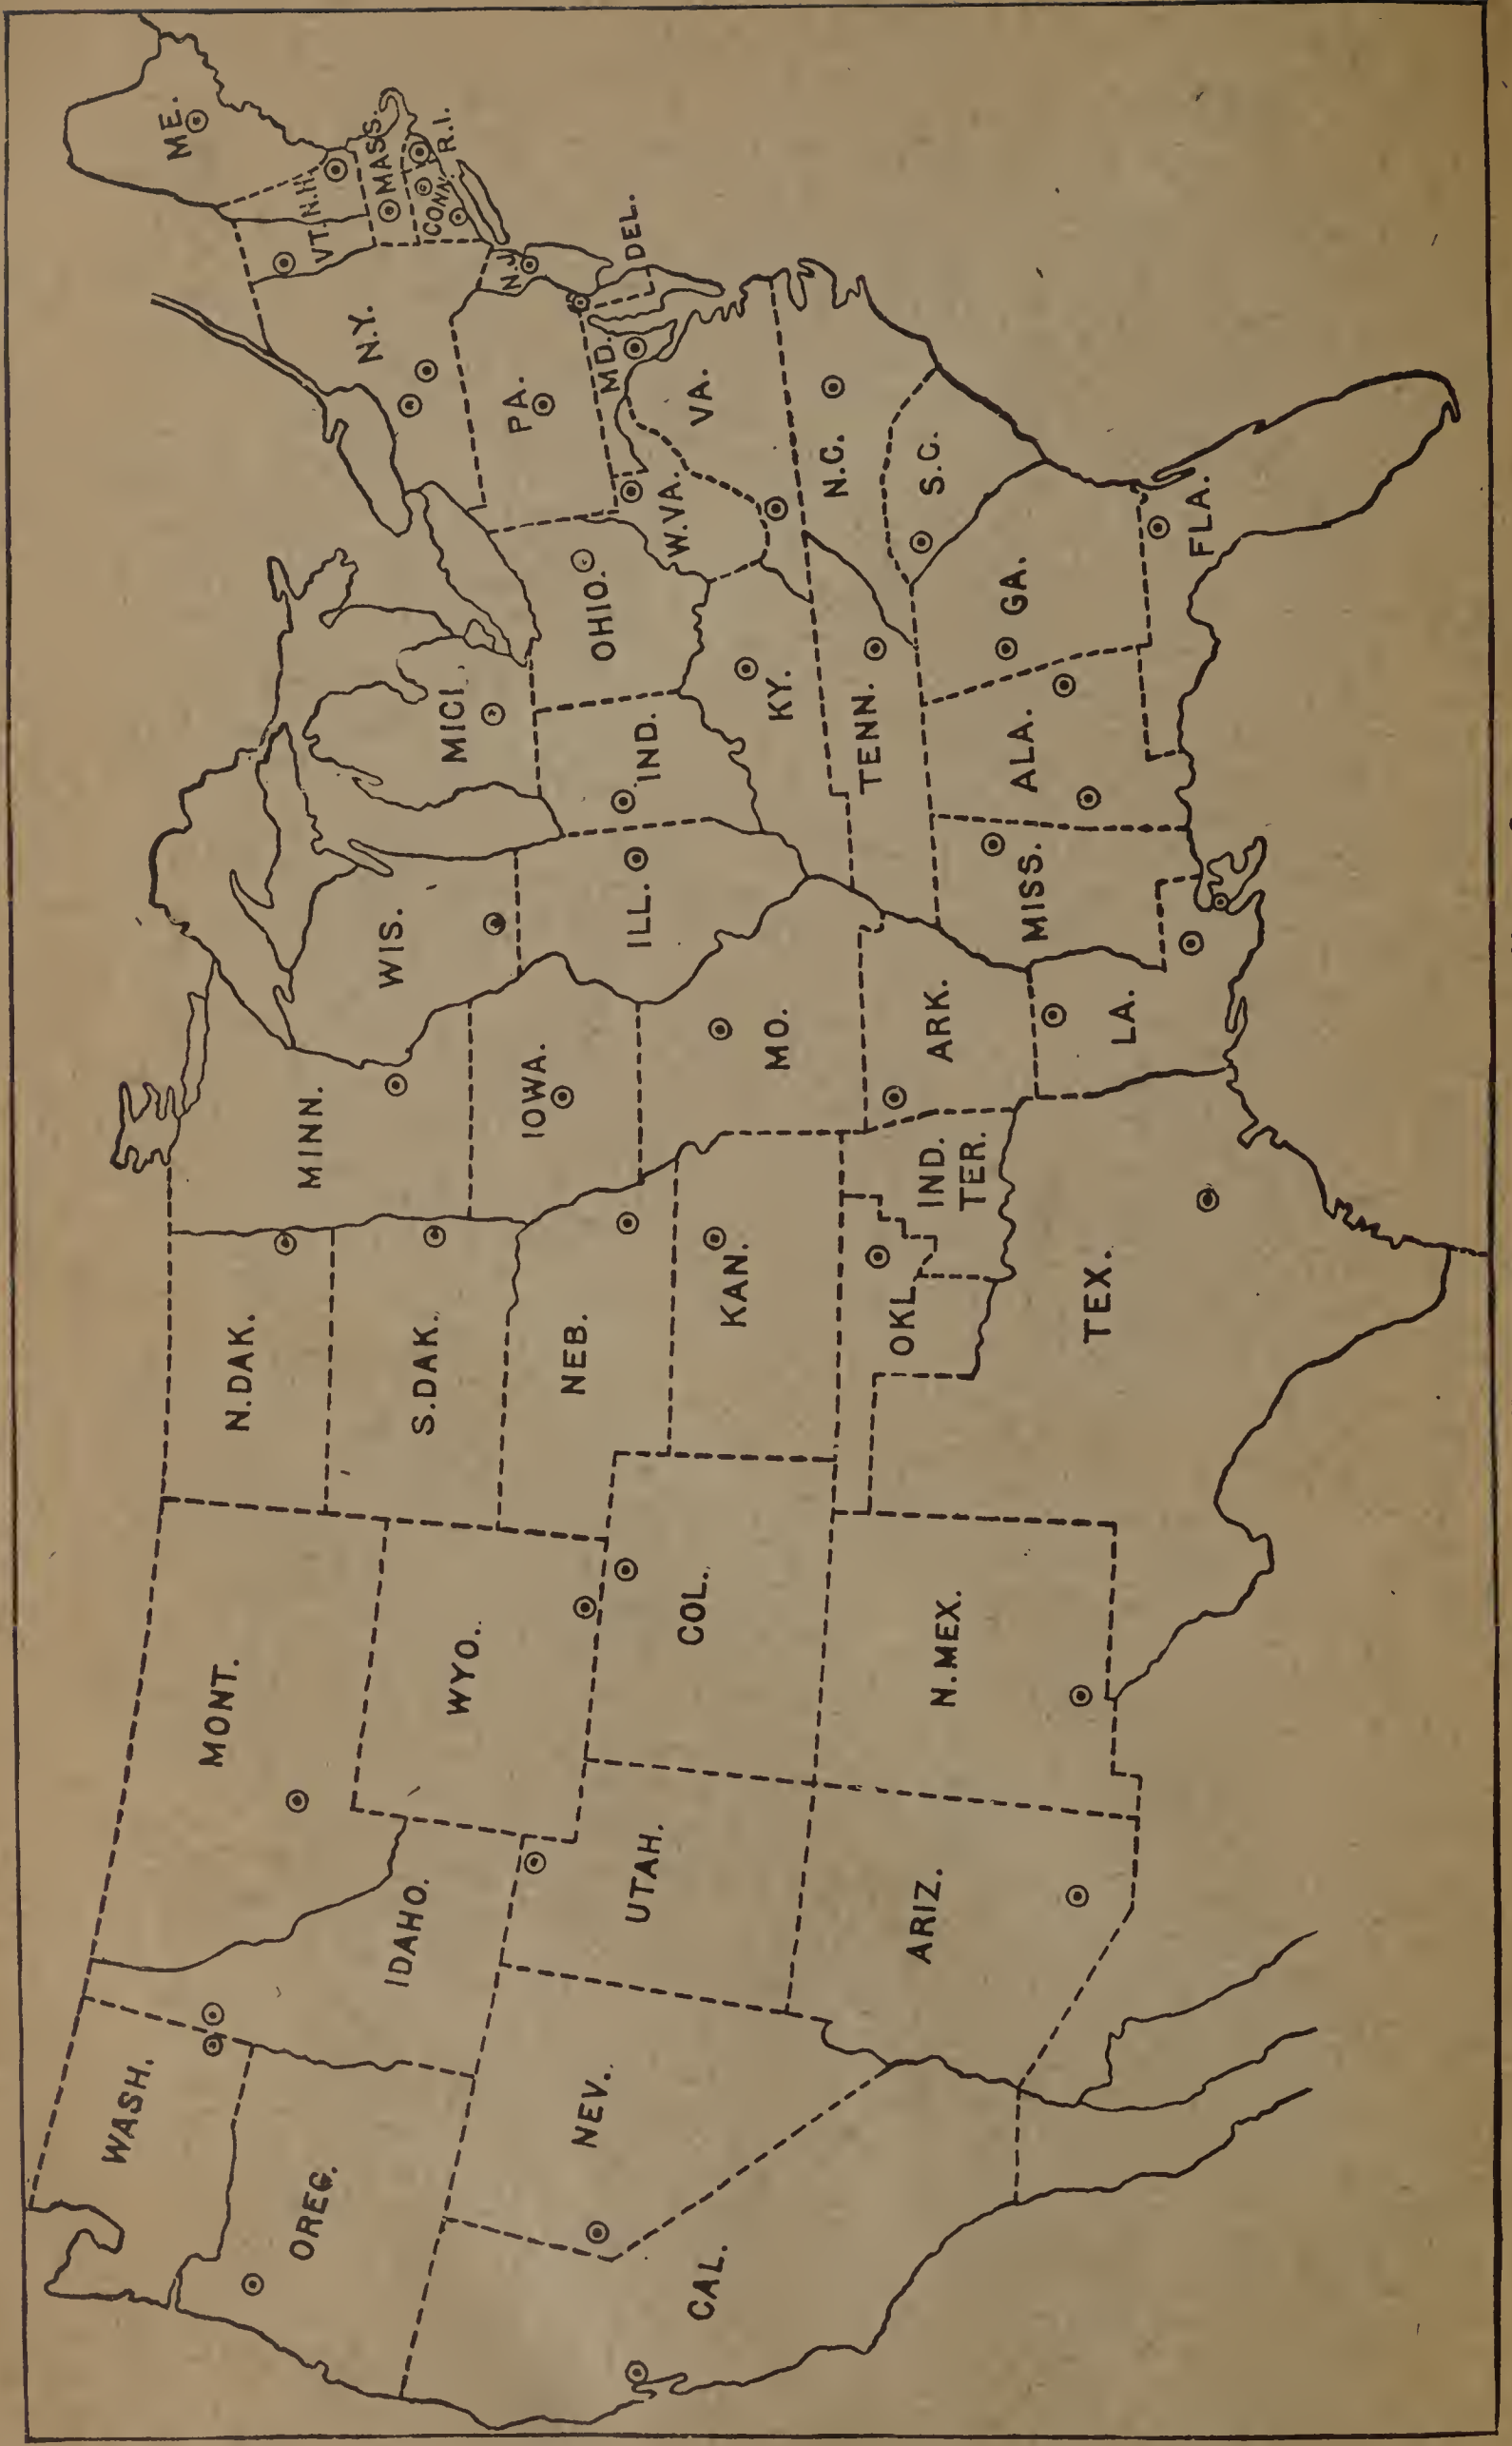 WASH.
OREG.
CAL.
NEV.
IDAHO.
MONT.
WYO.
UTAH.
ARIZ.
COL.
N.MEX.
N.DAK.
S.DAK.
NEB.
KAN.
OKL.
IND.
TER.
TEX.
MINN.
IOWA.
MO.
ARK.
LA.
WIS.
ILL.
MICI.
IND.
OHIO.
KY.
TENN.
MISS.
ALA.
GA.
FLA.
S.C.
N.C.
VA.
W.VA.
MD.
DEL.
PA.
N.J.
N.Y.
CONN.
R.I.
MASS.
VT.
N.H.
ME.